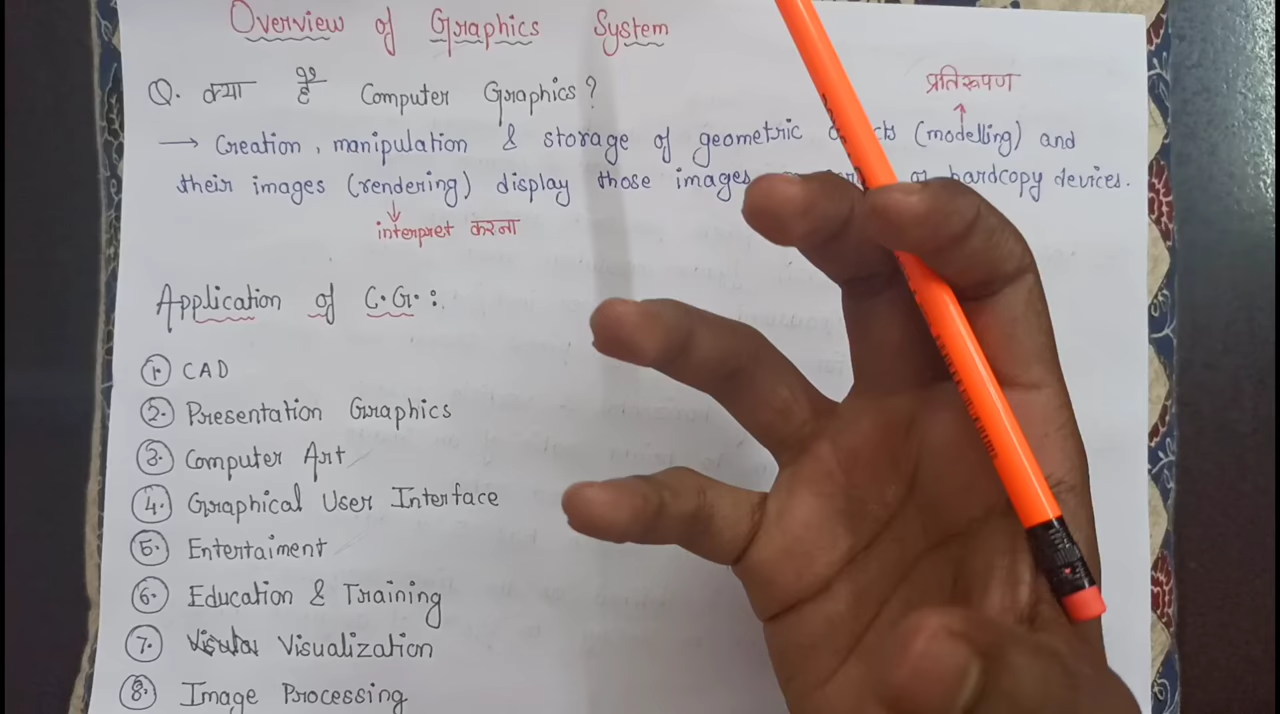 Overview of Graphics System
Q. क्या है Computer Graphics?
प्रतिरूपण
→ Creation, manipulation & storage of geometric (modelling) and
their images (rendering) display those images or hardcopy devices.
interpret करना
Application of C.G.:
1. CAD
2. Presentation Graphics
3. Computer Art
4. Graphical User Interface
5. Entertaiment
6. Education & Training
7. Visualization
8. Image Processing